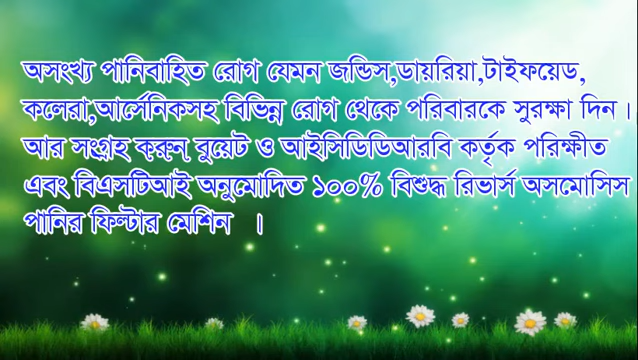 অসংখ্য পানিবাহিত রোগ যেমন জন্ডিস,ডায়রিয়া,টাইফয়েড,
কলেরা,আর্সেনিকসহ বিভিন্ন রোগ থেকে পরিবারকে সুরক্ষা দিন।
আর সংগ্রহ করুন বুয়েট ও আইসিডিডিআরবি কর্তৃক পরিক্ষীত
এবং বিএসটিআই অনুমোদিত ১০০% বিশুদ্ধ রিভার্স অসমোসিস
পানির ফিল্টার মেশিন ।